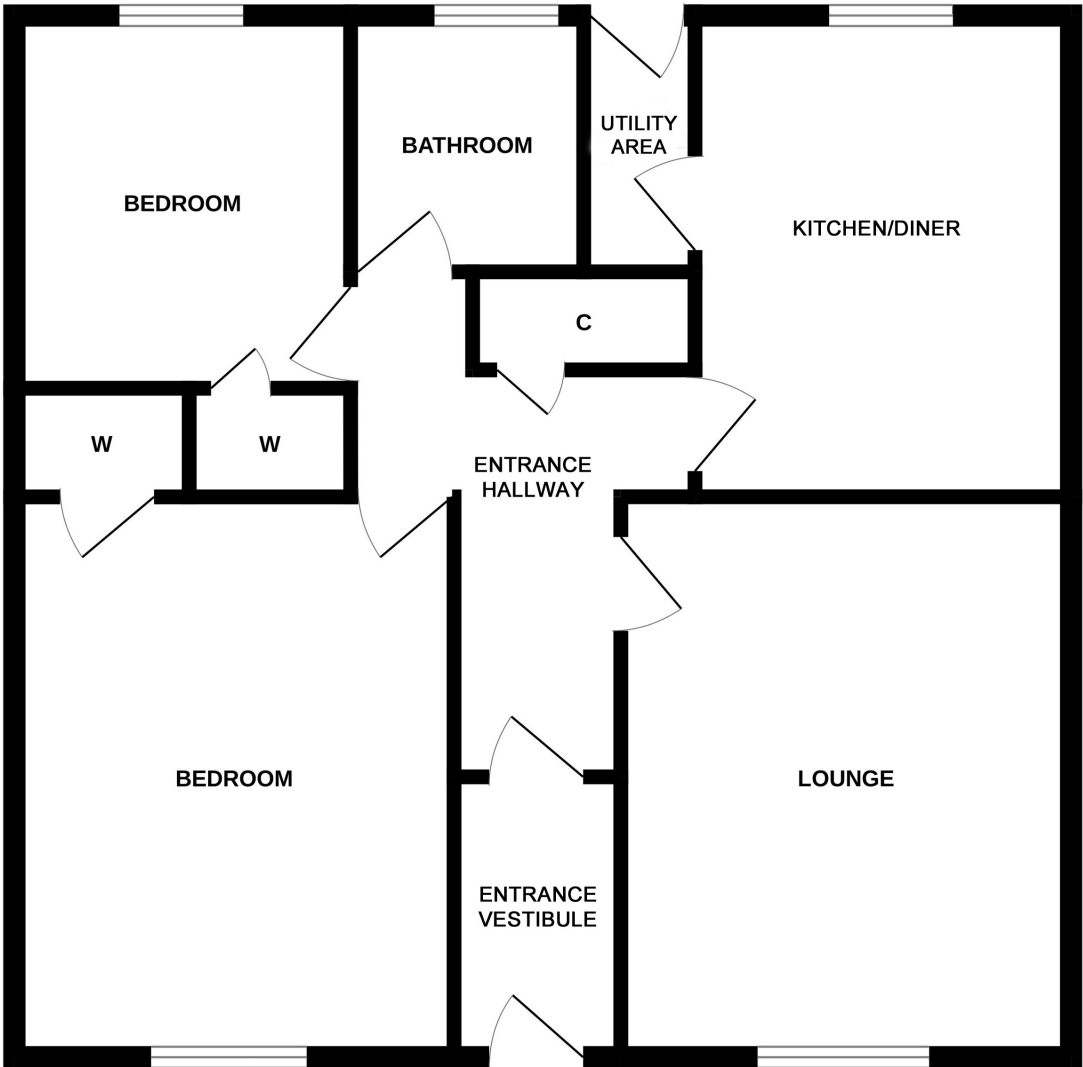 UTILITY
AREA
BATHROOM
BEDROOM
KITCHEN/DINER
C
W
W
ENTRANCE
HALLWAY
BEDROOM
LOUNGE
ENTRANCE
VESTIBULE